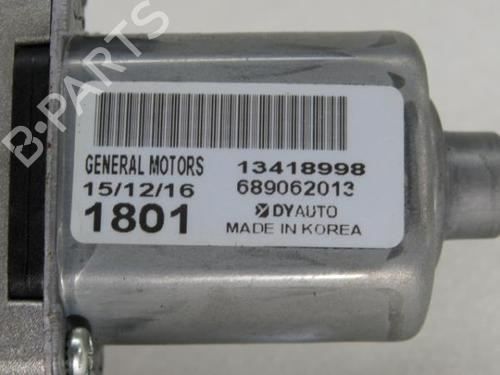 B-PARTS
GENERAL MOTORS 13418998
15/12/16 689062013
1801 DYAUTO
MADE IN KOREA